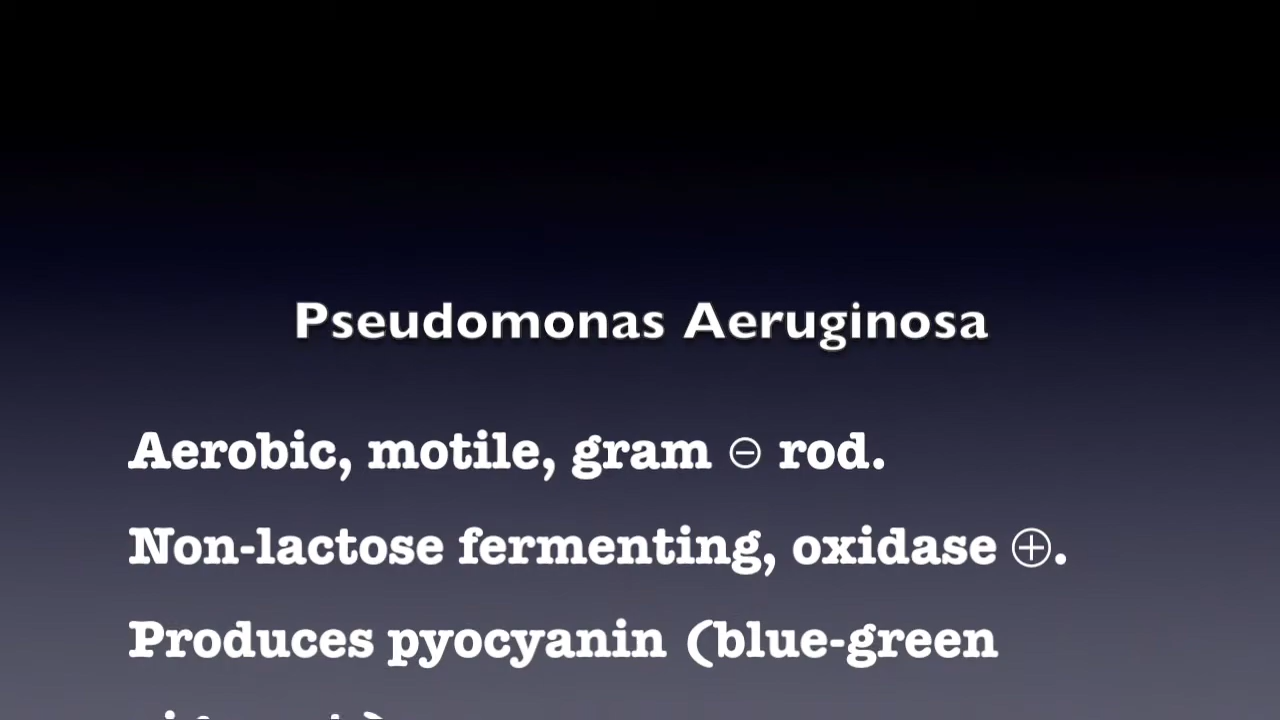 Pseudomonas Aeruginosa
Aerobic, motile, gram ⊖ rod.
Non-lactose fermenting, oxidase ⊕.
Produces pyocyanin (blue-green